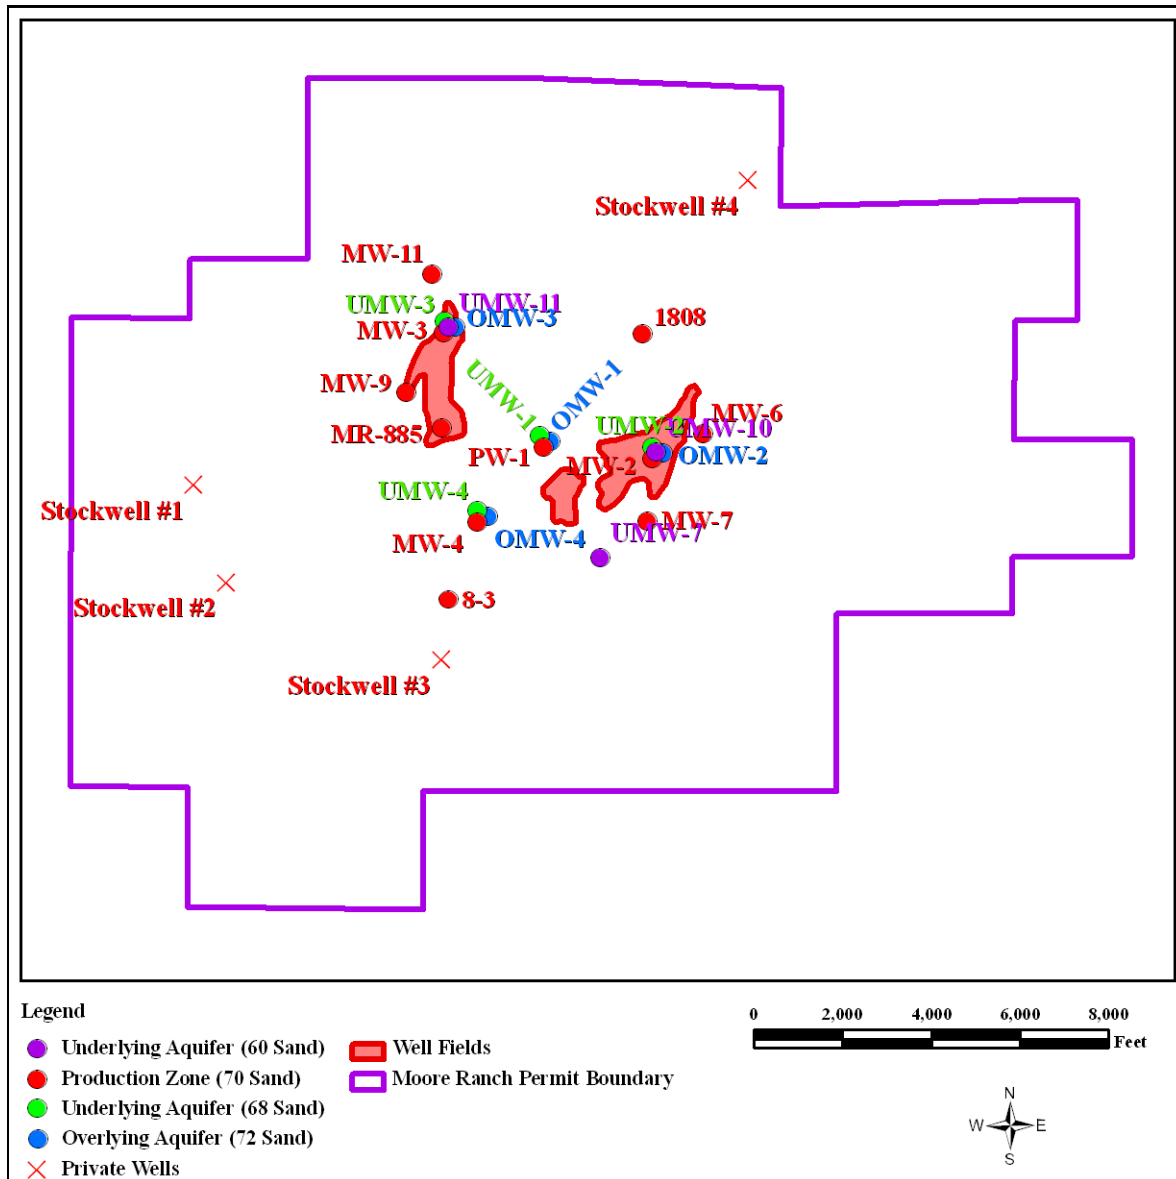 Stockwell #4
MW-11
UMW-3
UMW-11
OMW-3
MW-3
1808
MW-9
UMW-1
OMW-1
MR-885
PW-1
UMW-2
MW-6
UMW-10
MW-2
OMW-2
Stockwell #1
UMW-4
MW-4
OMW-4
MW-7
UMW-7
Stockwell #2
8-3
Stockwell #3
Legend
Underlying Aquifer (60 Sand)
Production Zone (70 Sand)
Underlying Aquifer (68 Sand)
Overlying Aquifer (72 Sand)
Private Wells
Well Fields
Moore Ranch Permit Boundary
0 2,000 4,000 6,000 8,000
Feet
N
W E
S